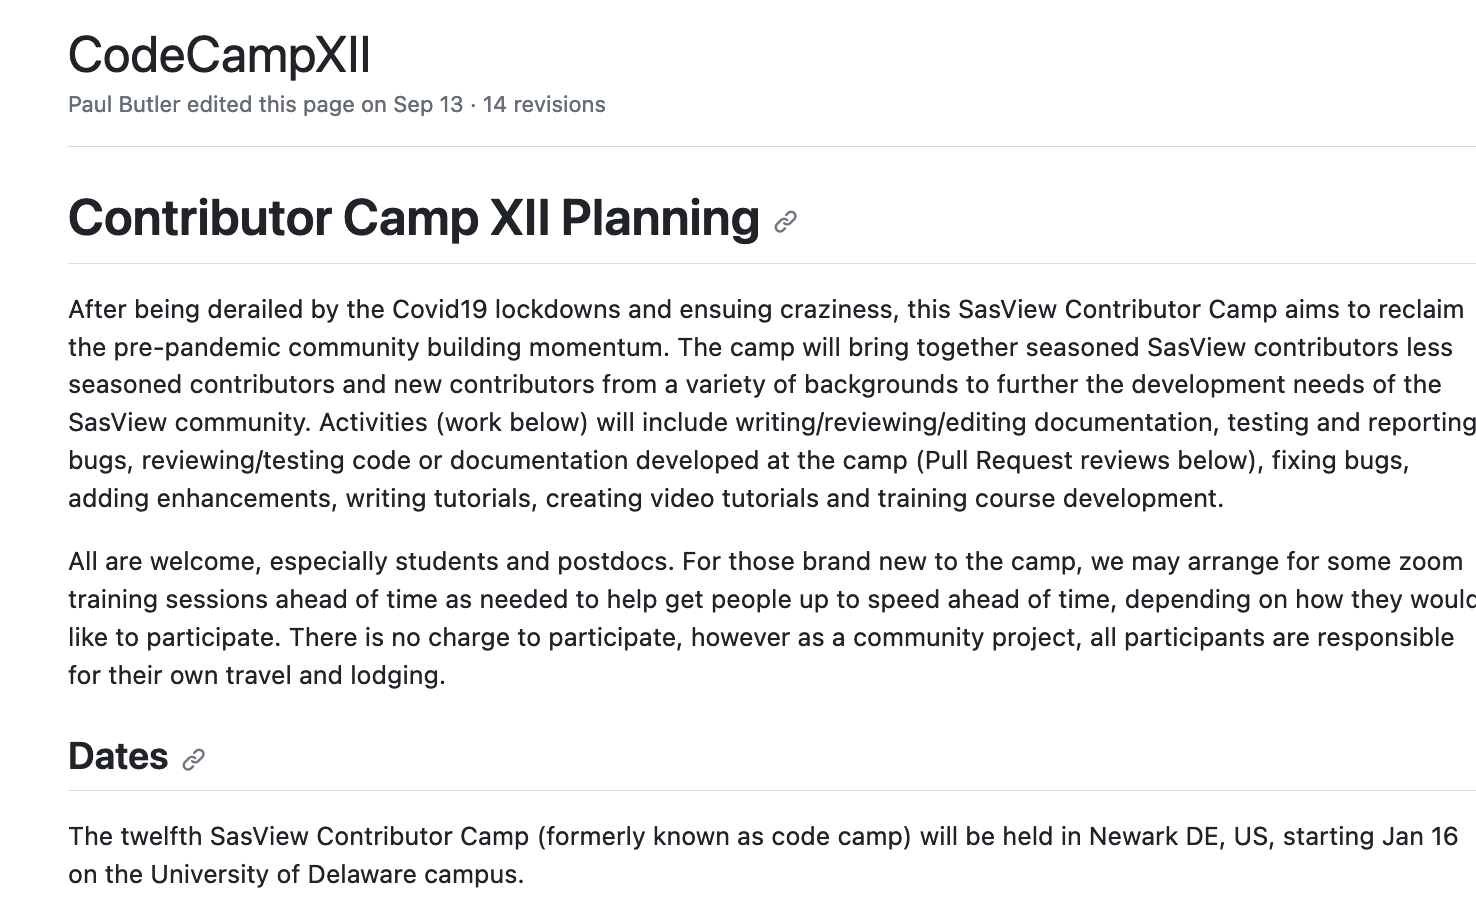 CodeCampXII
Paul Butler edited this page on Sep 13 · 14 revisions
Contributor Camp XII Planning
After being derailed by the Covid19 lockdowns and ensuing craziness, this SasView Contributor Camp aims to reclaim
the pre-pandemic community building momentum. The camp will bring together seasoned SasView contributors less
seasoned contributors and new contributors from a variety of backgrounds to further the development needs of the
SasView community. Activities (work below) will include writing/reviewing/editing documentation, testing and reporting
bugs, reviewing/testing code or documentation developed at the camp (Pull Request reviews below), fixing bugs,
adding enhancements, writing tutorials, creating video tutorials and training course development.
All are welcome, especially students and postdocs. For those brand new to the camp, we may arrange for some zoom
training sessions ahead of time as needed to help get people up to speed ahead of time, depending on how they would
like to participate. There is no charge to participate, however as a community project, all participants are responsible
for their own travel and lodging.
Dates
The twelfth SasView Contributor Camp (formerly known as code camp) will be held in Newark DE, US, starting Jan 16
on the University of Delaware campus.